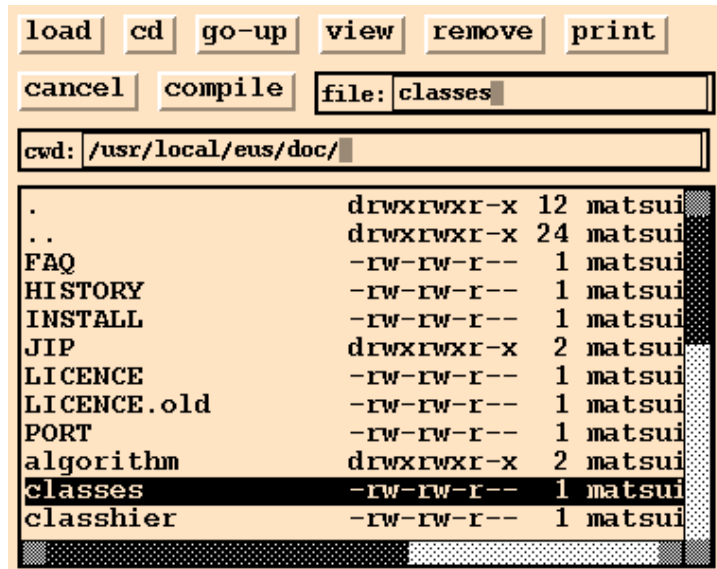 load cd go-up view remove print
cancel compile file: classes
cwd: /usr/local/eus/doc/
. drwxrwxr-x 12 matsui
.. drwxrwxr-x 24 matsui
FAQ -rw-rw-r-- 1 matsui
HISTORY -rw-rw-r-- 1 matsui
INSTALL -rw-rw-r-- 1 matsui
JIP drwxrwxr-x 2 matsui
LICENCE -rw-rw-r-- 1 matsui
LICENCE.old -rw-rw-r-- 1 matsui
PORT -rw-rw-r-- 1 matsui
algorithm drwxrwxr-x 2 matsui
classes -rw-rw-r-- 1 matsui
classhier -rw-rw-r-- 1 matsui